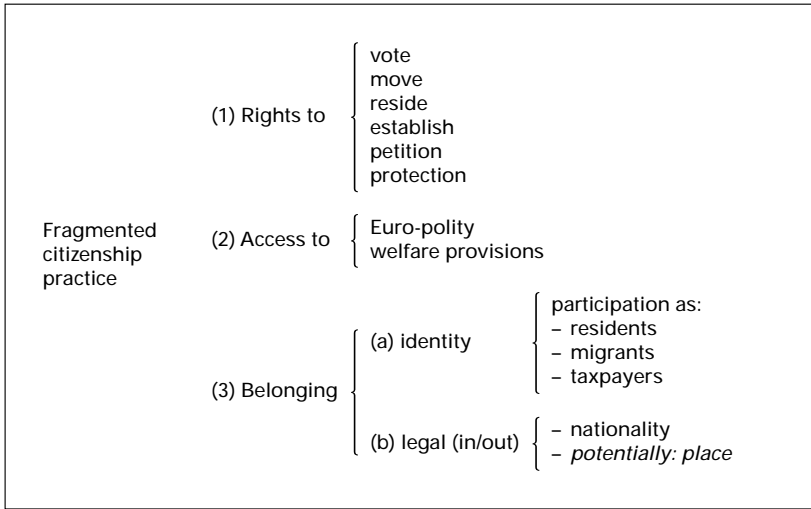 Fragmented
citizenship
practice
(1) Rights to
vote
move
reside
establish
petition
protection
(2) Access to
Euro-polity
welfare provisions
(3) Belonging
(a) identity
participation as:
– residents
– migrants
– taxpayers
(b) legal (in/out)
– nationality
– potentially: place